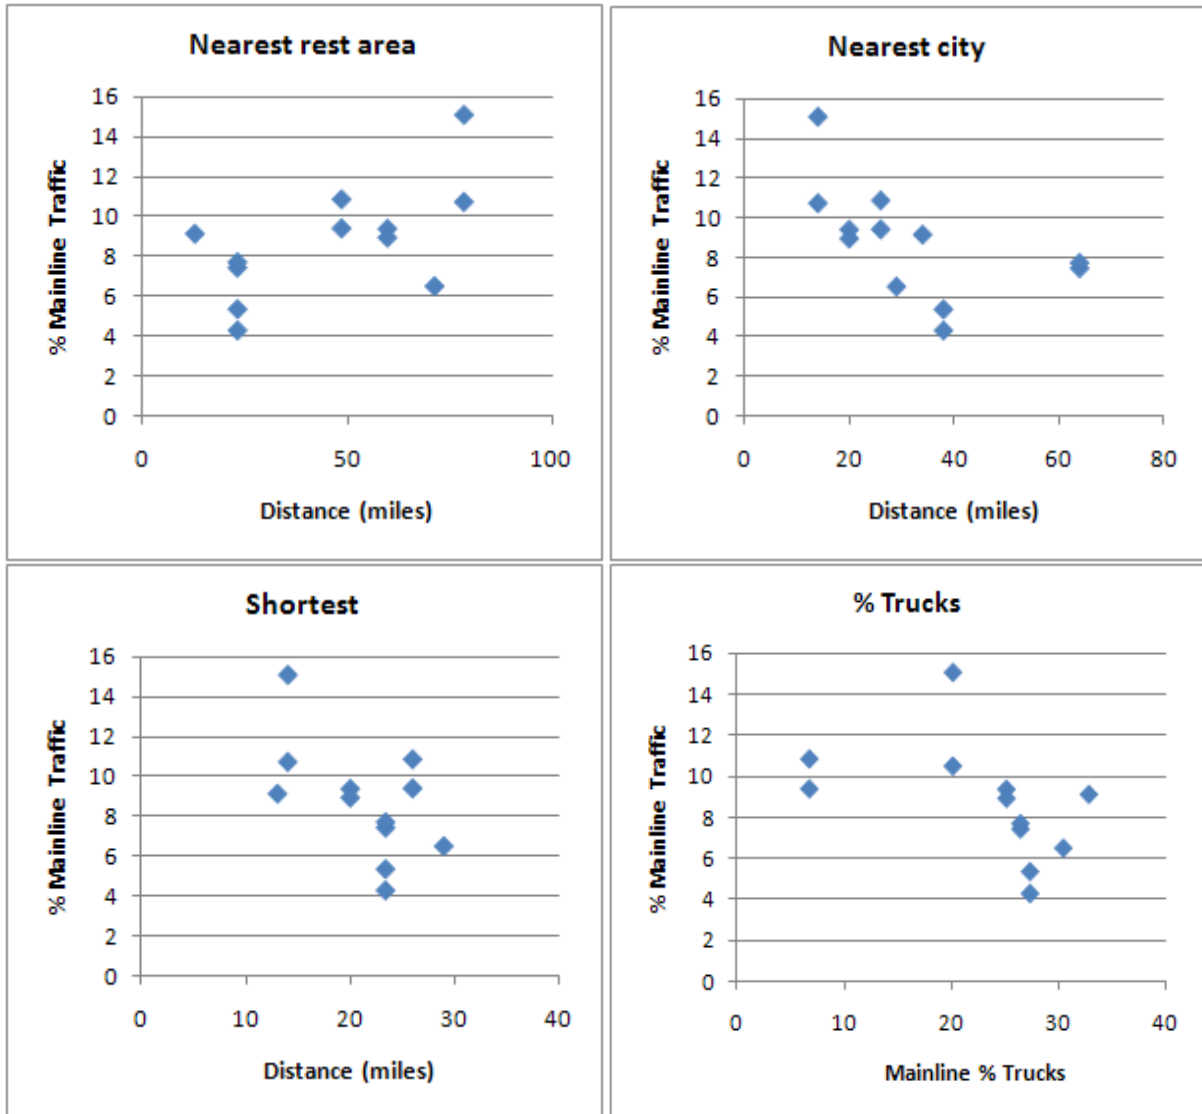 Nearest rest area
16
14
12
10
8
6
4
2
0
% Mainline Traffic
0 50 100
Distance (miles)
Nearest city
16
14
12
10
8
6
4
2
0
% Mainline Traffic
0 20 40 60 80
Distance (miles)
Shortest
16
14
12
10
8
6
4
2
0
% Mainline Traffic
0 10 20 30 40
Distance (miles)
% Trucks
16
14
12
10
8
6
4
2
0
% Mainline Traffic
0 10 20 30 40
Mainline % Trucks